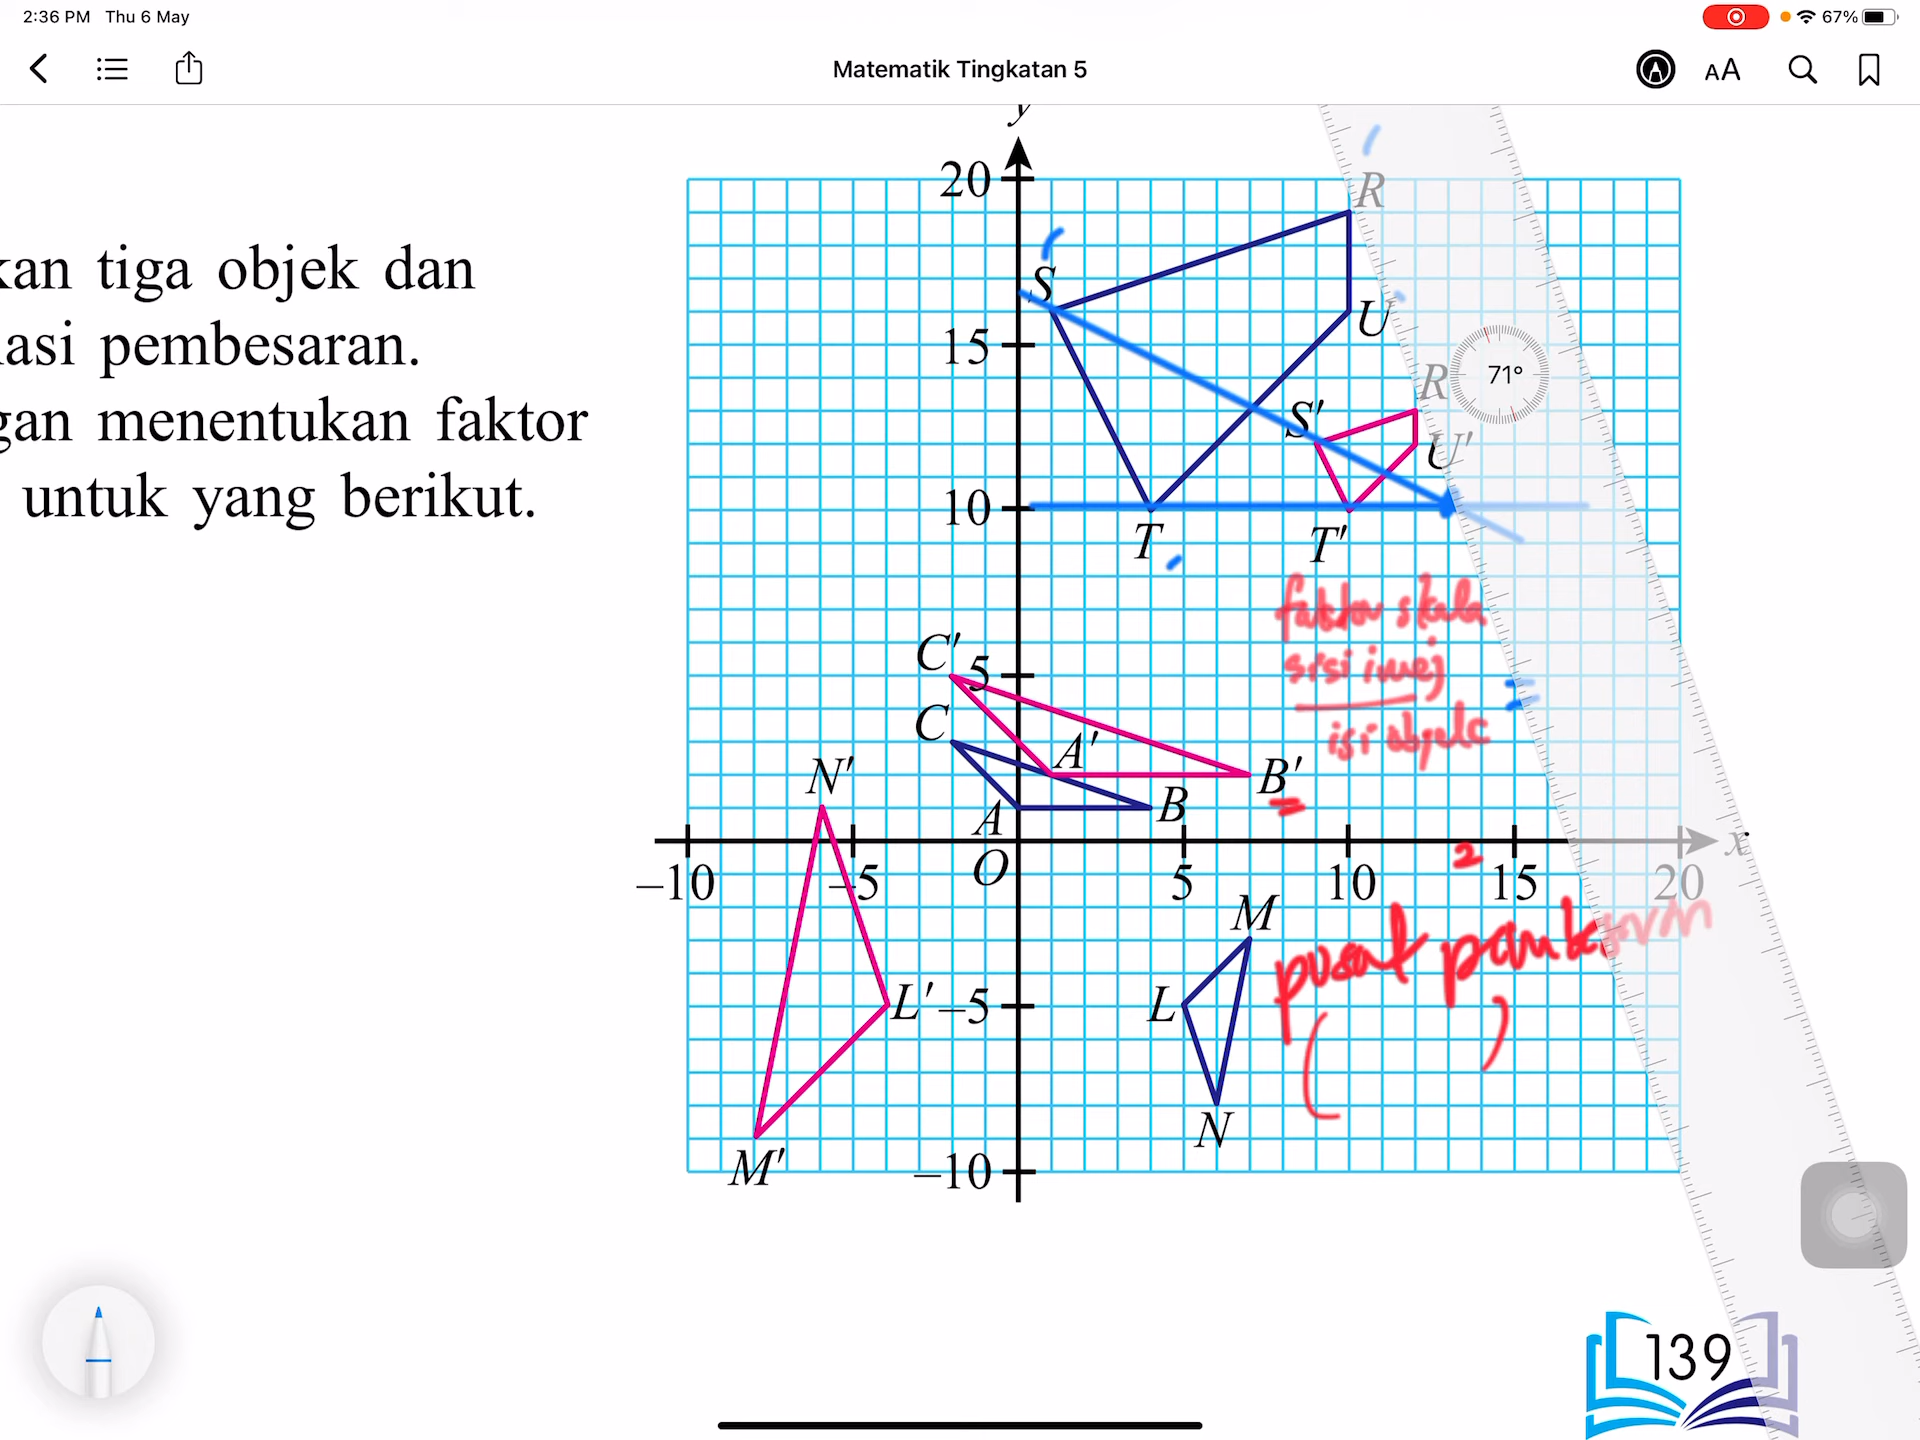 2:36 PM Thu 6 May
67%
Matematik Tingkatan 5
AA
kan tiga objek dan
asi pembesaran.
gan menentukan faktor
untuk yang berikut.
y
20
R
S
U
15
71°
R
S'
U'
10
T
T'
faktor skala
sisi imej
isi objek
C'
5
C
A'
B'
N'
B
A
x
O
2
–10
–5
5
10
15
20
M
pusat
L'
–5
L
(
)
N
M'
–10
139